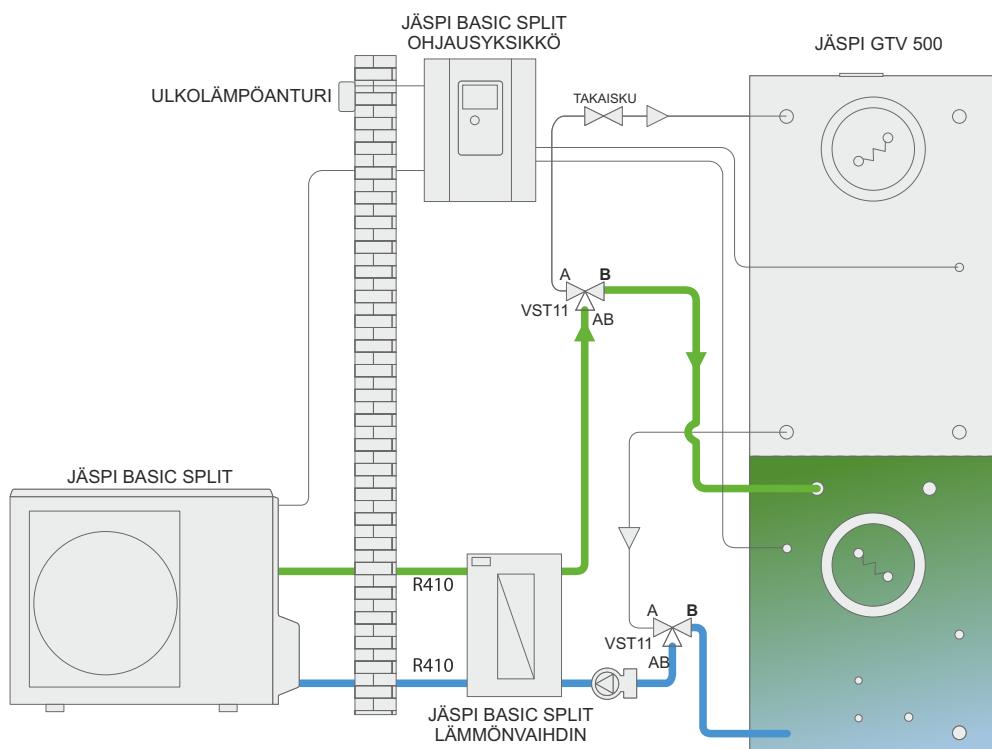 JÄSPI BASIC SPLIT
OHJAUSYKSIKKÖ
JÄSPI GTV 500
ULKOLÄMPÖANTURI
TAKAISKU
A
B
VST11
AB
JÄSPI BASIC SPLIT
R410
A
B
VST11
AB
R410
JÄSPI BASIC SPLIT
LÄMMÖNVAIHDIN